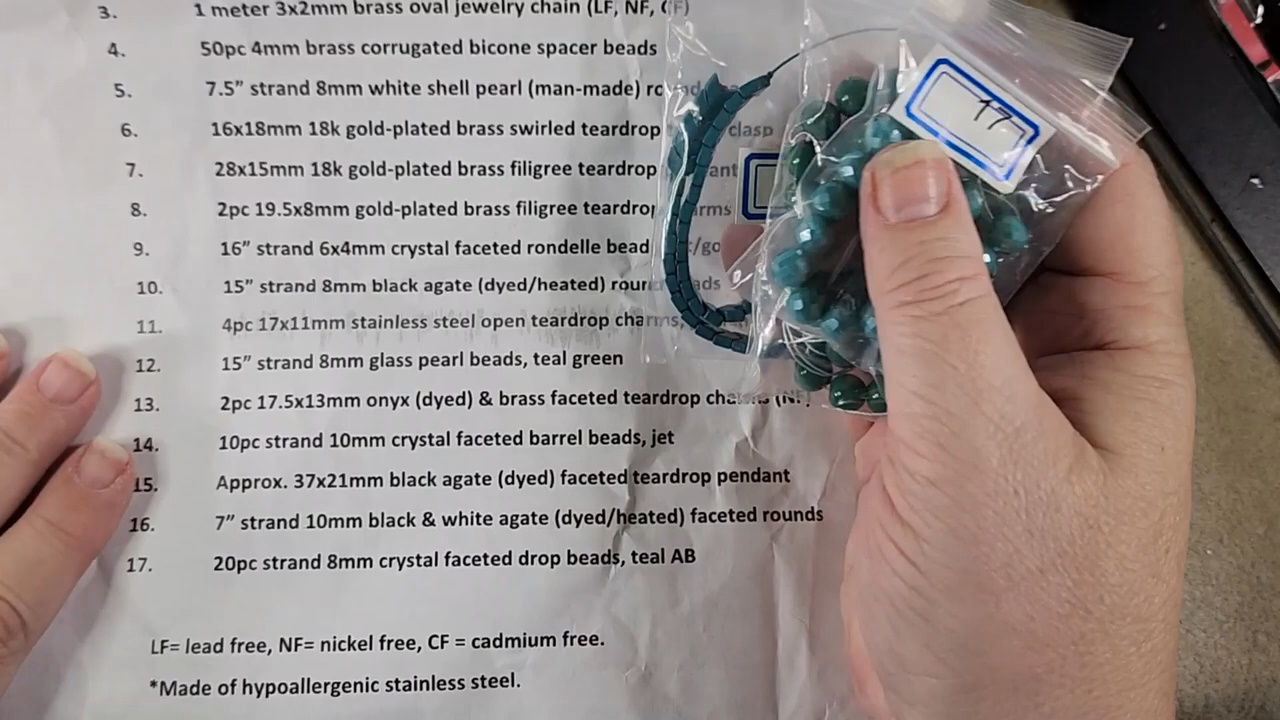 3. 1 meter 3x2mm brass oval jewelry chain (LF, NF, CF)
4. 50pc 4mm brass corrugated bicone spacer beads
5. 7.5” strand 8mm white shell pearl (man-made)
6. 16x18mm 18k gold-plated brass swirled teardrop clasp
7. 28x15mm 18k gold-plated brass filigree teardrop
8. 2pc 19.5x8mm gold-plated brass filigree
9. 16” strand 6x4mm crystal faceted rondelle bead
10. 15” strand 8mm black agate (dyed/heated)
11. 4pc 17x11mm stainless steel open teardrop charms,
12. 15” strand 8mm glass pearl beads, teal green
13. 2pc 17.5x13mm onyx (dyed) & brass faceted teardrop charms (NF)
14. 10pc strand 10mm crystal faceted barrel beads, jet
15. Approx. 37x21mm black agate (dyed) faceted teardrop pendant
16. 7” strand 10mm black & white agate (dyed/heated) faceted rounds
17. 20pc strand 8mm crystal faceted drop beads, teal AB
LF= lead free, NF= nickel free, CF = cadmium free.
*Made of hypoallergenic stainless steel.
17